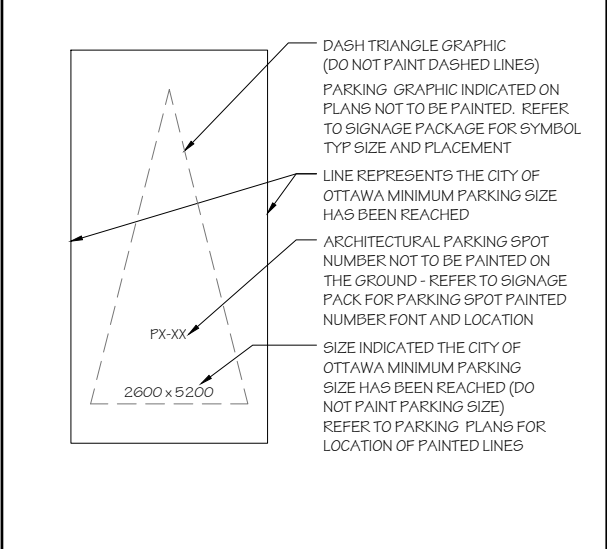 DASH TRIANGLE GRAPHIC
(DO NOT PAINT DASHED LINES)
PARKING GRAPHIC INDICATED ON
PLANS NOT TO BE PAINTED. REFER
TO SIGNAGE PACKAGE FOR SYMBOL
TYP SIZE AND PLACEMENT
LINE REPRESENTS THE CITY OF
OTTAWA MINIMUM PARKING SIZE
HAS BEEN REACHED
ARCHITECTURAL PARKING SPOT
NUMBER NOT TO BE PAINTED ON
THE GROUND - REFER TO SIGNAGE
PACK FOR PARKING SPOT PAINTED
NUMBER FONT AND LOCATION
PX-XX
SIZE INDICATED THE CITY OF
OTTAWA MINIMUM PARKING
SIZE HAS BEEN REACHED (DO
NOT PAINT PARKING SIZE)
REFER TO PARKING PLANS FOR
LOCATION OF PAINTED LINES
2600 x 5200